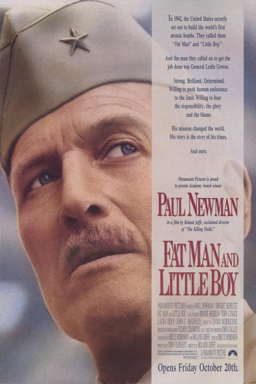 In 1942, the United States secretly
set out to build the world's first
atomic bombs. They called them
"Fat Man" and "Little Boy."
And the man they called on to get the
job done was General Leslie Groves.
Strong. Brilliant. Determined.
Willing to push human endurance
to the limit. Willing to bear
the responsibility, the glory
and the blame.
His mission changed the world.
His story is the story of his times.
And ours.
Paramount Pictures is proud
to present Academy Award winner
PAUL NEWMAN
in a film by Roland Joffé, acclaimed director
of "The Killing Fields."
FAT MAN AND
LITTLE BOY
Opens Friday October 20th.